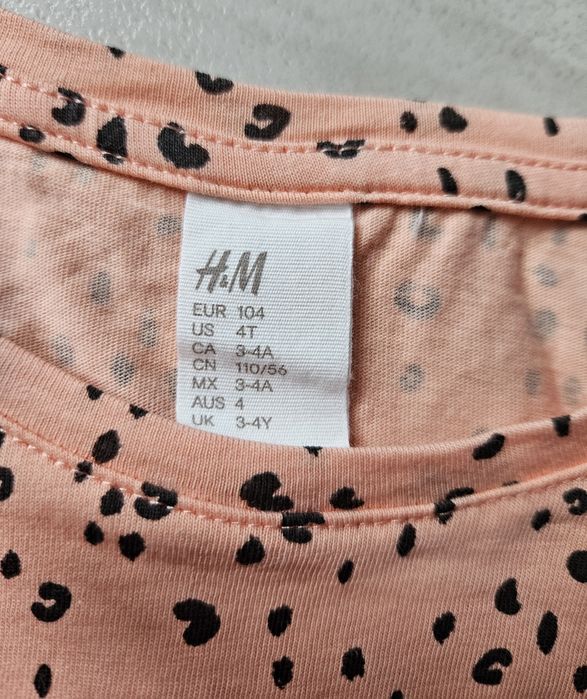 H&M
EUR 104
US 4T
CA 3-4A
CN 110/56
MX 3-4A
AUS 4
UK 3-4Y